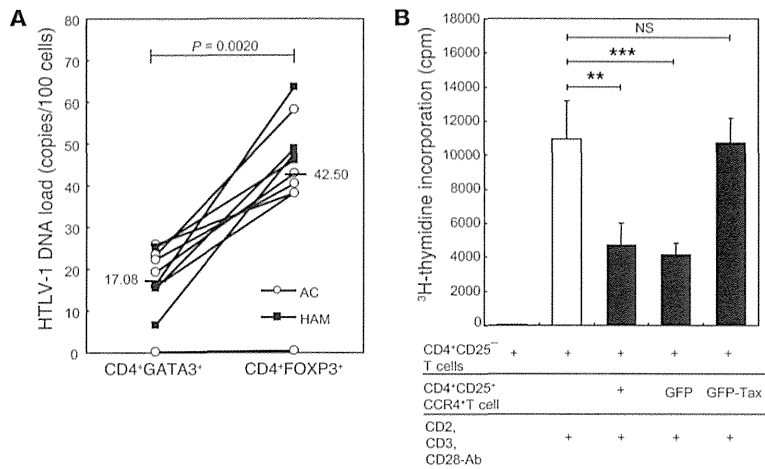 A
HTLV-1 DNA load (copies/100 cells)
80
70
60
50
40
30
20
10
0
P = 0.0020
17.08
42.50
AC
HAM
CD4+GATA3+ CD4+FOXP3+
B
³H-thymidine incorporation (cpm)
18000
16000
14000
12000
10000
8000
6000
4000
2000
0
NS
***
**
CD4+CD25− T cells + + + + +
CD4+CD25+ CCR4+T cell + GFP GFP-Tax
CD2, CD3, CD28-Ab + + + +